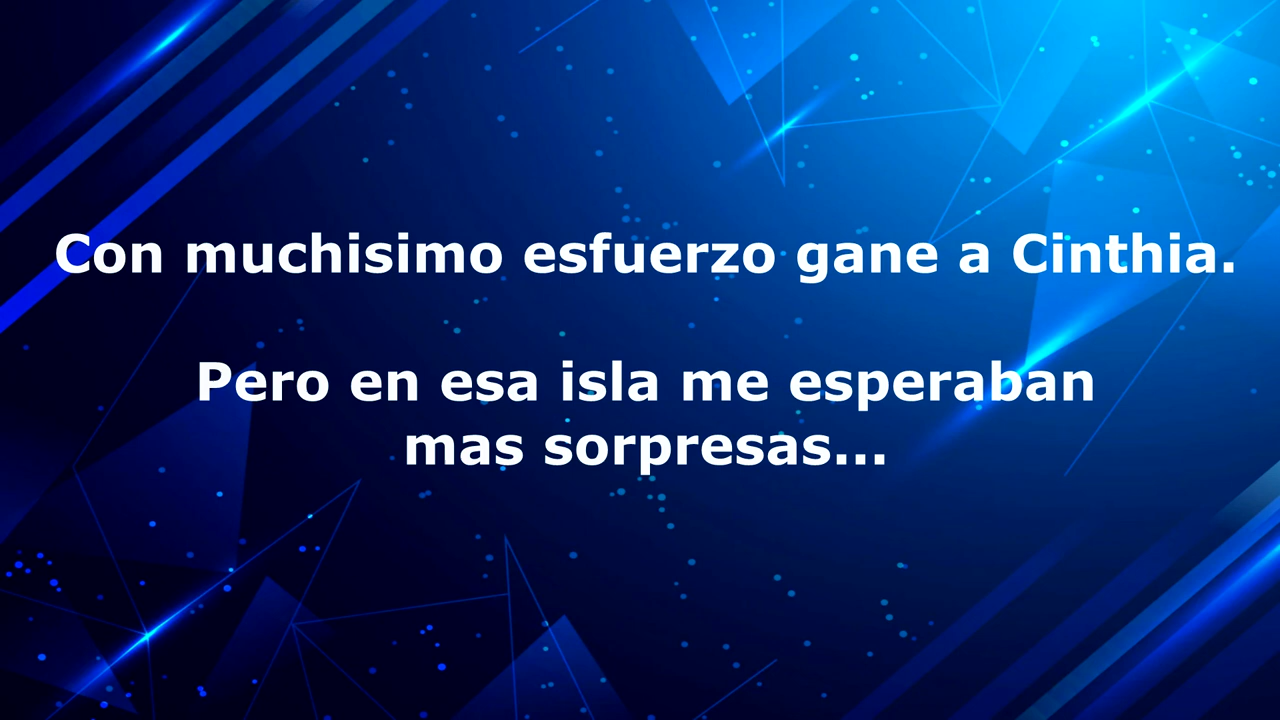 Con muchisimo esfuerzo gane a Cinthia.
Pero en esa isla me esperaban
mas sorpresas...